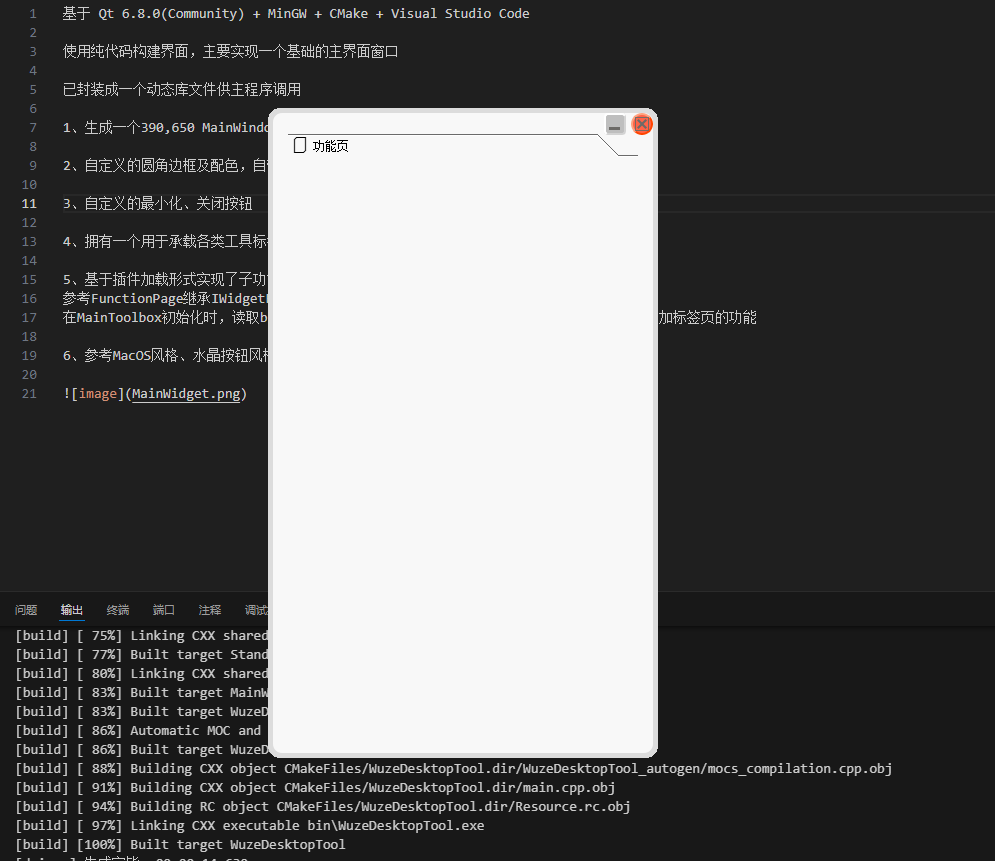 1 基于 Qt 6.8.0(Community) + MinGW + CMake + Visual Studio Code
2
3 使用纯代码构建界面，主要实现一个基础的主界面窗口
4
5 已封装成一个动态库文件供主程序调用
6
7 1、生成一个390,650
8
9 2、自定义的圆角边框及配色，
10
11 3、自定义的最小化、关闭按钮
12
13 4、拥有一个用于承载各类工具标
14
15 5、基于插件加载形式实现了子功
16 参考FunctionPage继承
17 在MainToolbox初始化时，读取 加标签页的功能
18
19 6、参考MacOS风格、水晶按钮风格
20
21 ![image](MainWidget.png)
功能页
问题 输出 终端 端口 注释 调试
[build] [ 75%] Linking CXX shared
[build] [ 77%] Built target Stand
[build] [ 80%] Linking CXX shared
[build] [ 83%] Built target MainW
[build] [ 83%] Built target WuzeD
[build] [ 86%] Automatic MOC and
[build] [ 86%] Built target WuzeD
[build] [ 88%] Building CXX object CMakeFiles/WuzeDesktopTool.dir/WuzeDesktopTool_autogen/mocs_compilation.cpp.obj
[build] [ 91%] Building CXX object CMakeFiles/WuzeDesktopTool.dir/main.cpp.obj
[build] [ 94%] Building RC object CMakeFiles/WuzeDesktopTool.dir/Resource.rc.obj
[build] [ 97%] Linking CXX executable bin\WuzeDesktopTool.exe
[build] [100%] Built target WuzeDesktopTool